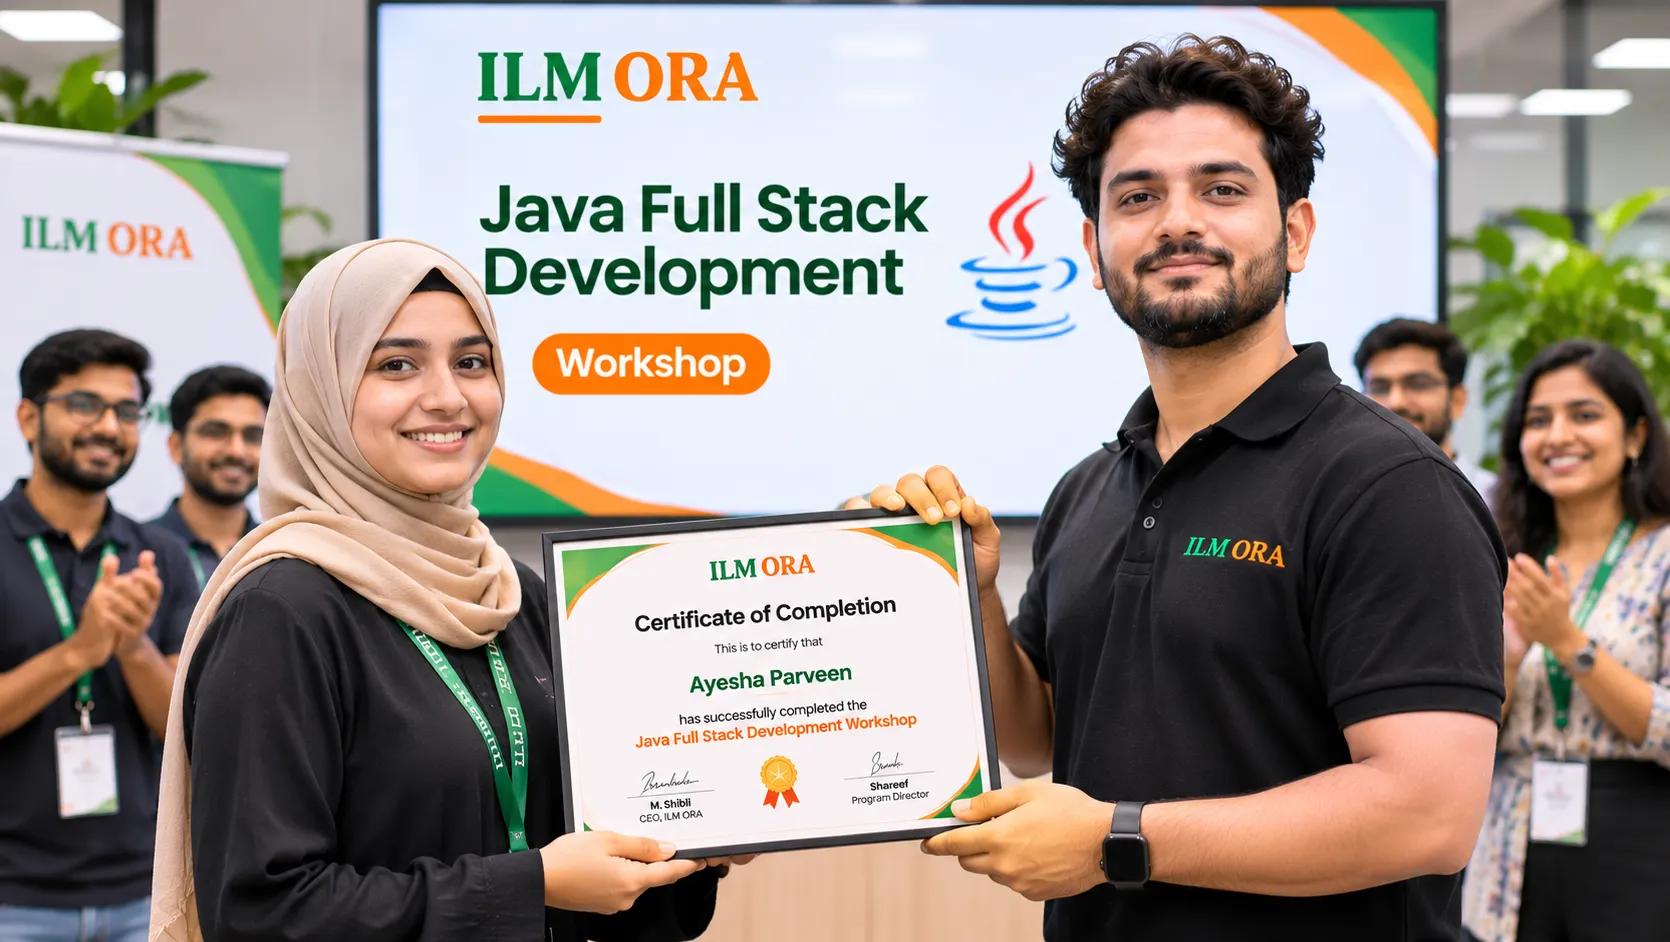 ILM ORA
Java Full Stack
Development
Workshop
ILM ORA
ILM ORA
ILM ORA
Certificate of Completion
This is to certify that
Ayesha Parveen
has successfully completed the
Java Full Stack Development Workshop
M. Shibli
CEO, ILM ORA
Shareef
Program Director